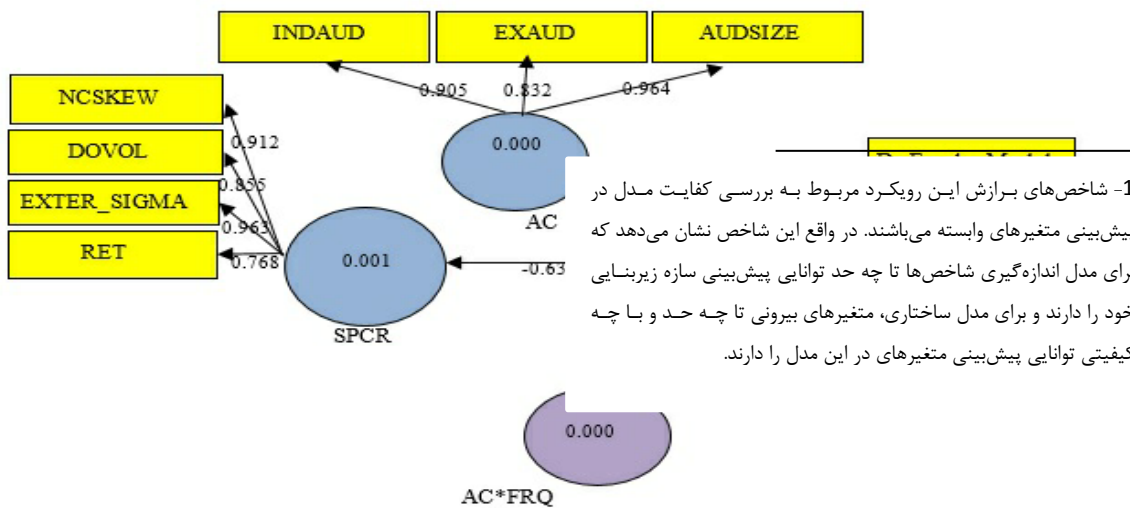 INDAUD EXAUD AUDSIZE
0.905 0.832 0.964
NCSKEW
0.912
DOVOL
0.855
EXTER_SIGMA
0.963
RET
0.768
0.000
AC
0.001
-0.63
SPCR
1- شاخص‌های برازش این رویکرد مربوط به بررسی کفایت مدل در
پیش‌بینی متغیرهای وابسته می‌باشند. در واقع این شاخص نشان می‌دهد که
برای مدل اندازه‌گیری شاخص‌ها تا چه حد توانایی پیش‌بینی سازه زیربنایی
خود را دارند و برای مدل ساختاری، متغیرهای بیرونی تا چه حد و با چه
کیفیتی توانایی پیش‌بینی متغیرهای در این مدل را دارند.
0.000
AC*FRQ